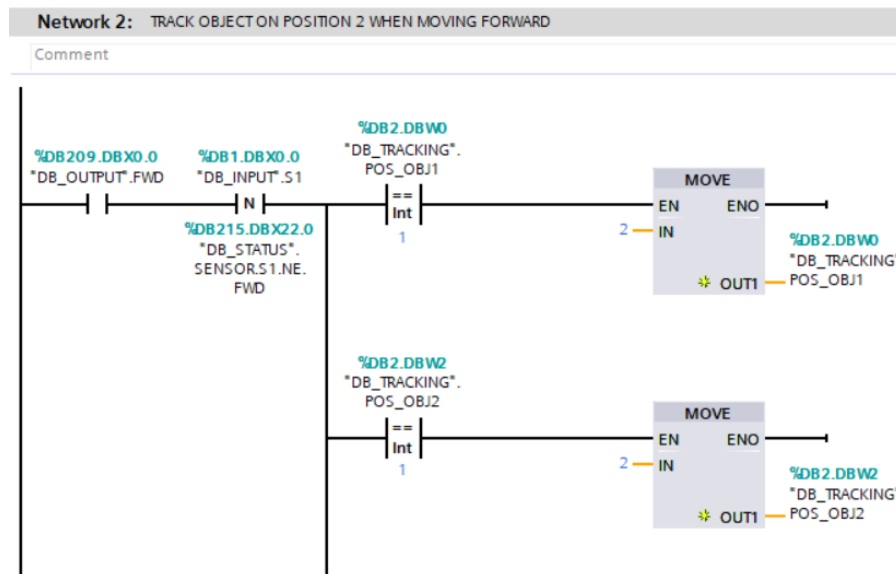 Network 2: TRACK OBJECT ON POSITION 2 WHEN MOVING FORWARD
Comment
%DB209.DBX0.0
"DB_OUTPUT".FWD
%DB1.DBX0.0
"DB_INPUT".S1
N
%DB215.DBX22.0
"DB_STATUS".
SENSOR.S1.NE.
FWD
%DB2.DBW0
"DB_TRACKING".
POS_OBJ1
==
Int
1
MOVE
EN ENO
2 IN
OUT1
%DB2.DBW0
"DB_TRACKING"
POS_OBJ1
%DB2.DBW2
"DB_TRACKING".
POS_OBJ2
==
Int
1
MOVE
EN ENO
2 IN
OUT1
%DB2.DBW2
"DB_TRACKING"
POS_OBJ2